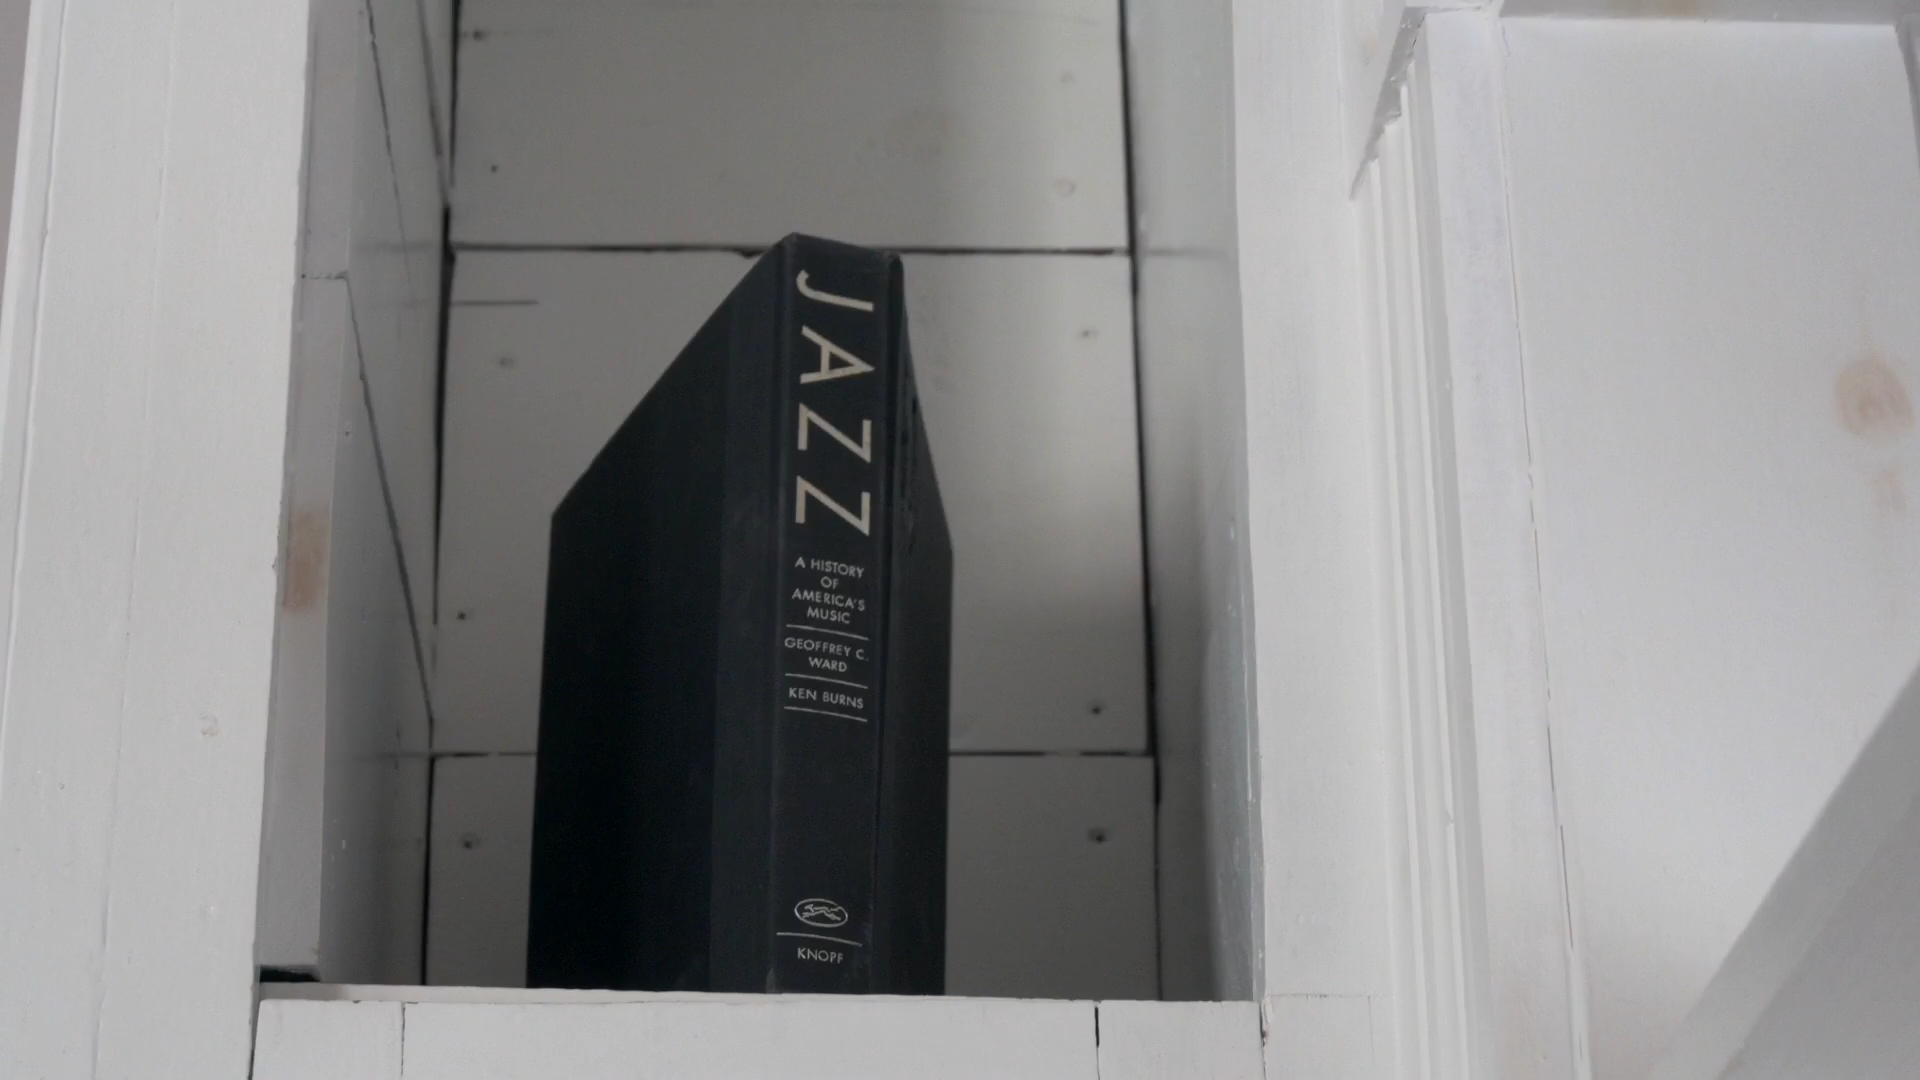 JAZZ
A HISTORY
OF
AMERICA'S
MUSIC
GEOFFREY C.
WARD
KEN BURNS
KNOPF